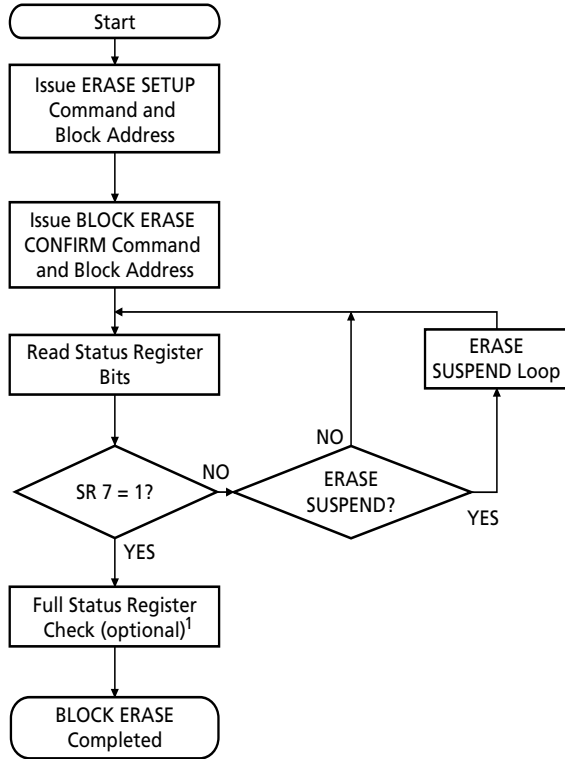 Start
Issue ERASE SETUP
Command and
Block Address
Issue BLOCK ERASE
CONFIRM Command
and Block Address
Read Status Register
Bits
ERASE
SUSPEND Loop
NO
SR 7 = 1?
NO
ERASE
SUSPEND?
YES
YES
Full Status Register
Check (optional)¹
BLOCK ERASE
Completed